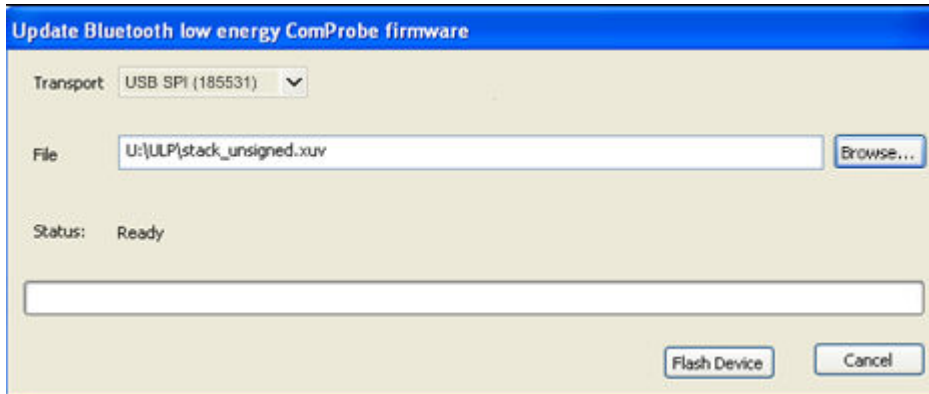 Update Bluetooth low energy ComProbe firmware
Transport USB SPI (185531)
File U:\ULP\stack_unsigned.xuv Browse...
Status: Ready
Flash Device Cancel